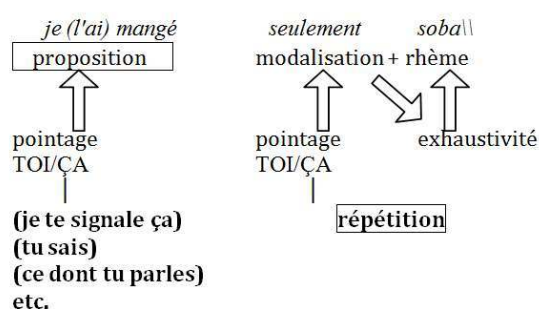 je (l'ai) mangé seulement soba\\
proposition modalisation + rhème
pointage pointage exhaustivité
TOI/ÇA TOI/ÇA
(je te signale ça) répétition
(tu sais)
(ce dont tu parles)
etc.